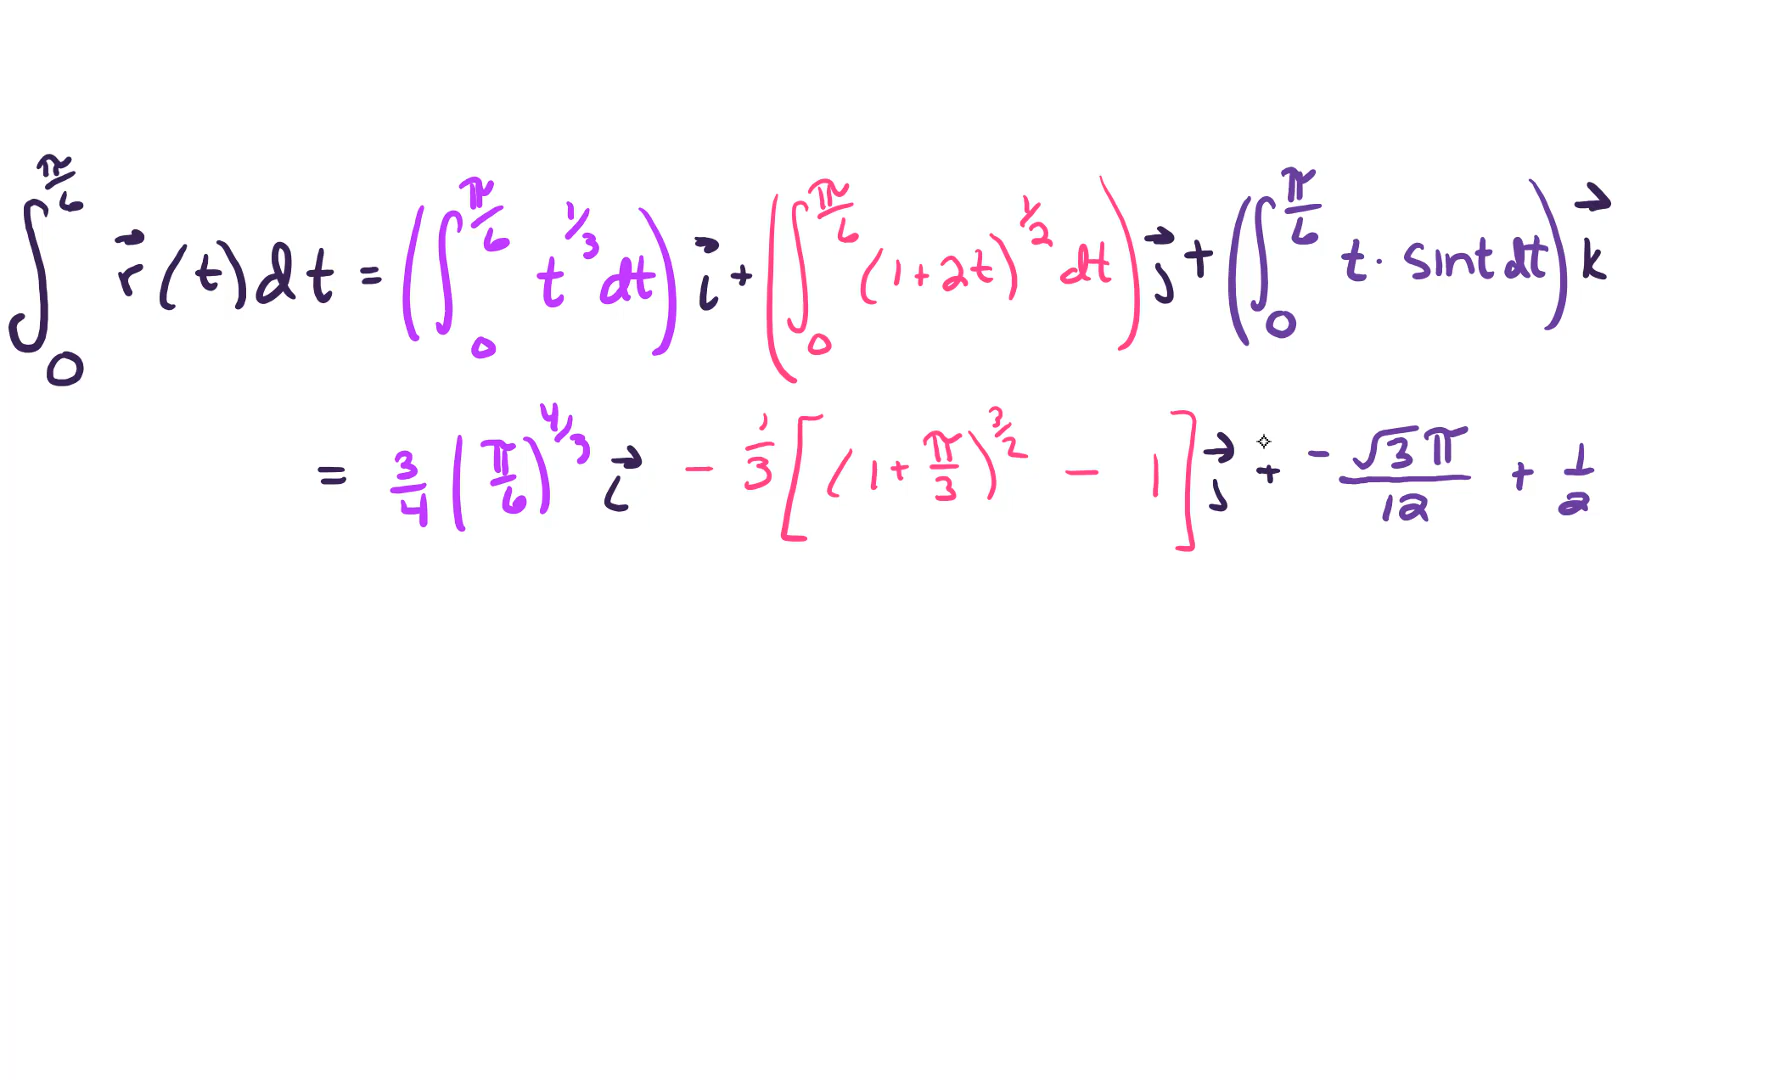 ∫₀^(π/6) r⃗(t)dt = (∫₀^(π/6) t^(1/3) dt) i⃗ + (∫₀^(π/6) (1+2t)^(1/2) dt) j⃗ + (∫₀^(π/6) t · sint dt) k⃗
= 3/4 (π/6)^(4/3) i⃗ - 1/3 [(1 + π/3)^(3/2) - 1] j⃗ + - √3π/12 + 1/2